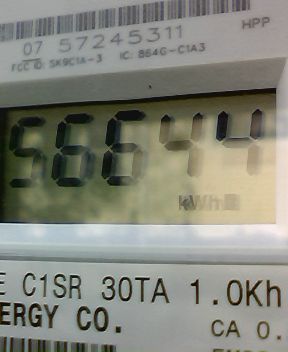 07 57245311
HPP
FCC ID: SK9C1A-3 IC: 864G-C1A3
56644
kWh
E C1SR 30TA 1.0Kh
ERGY CO.
CA 0.